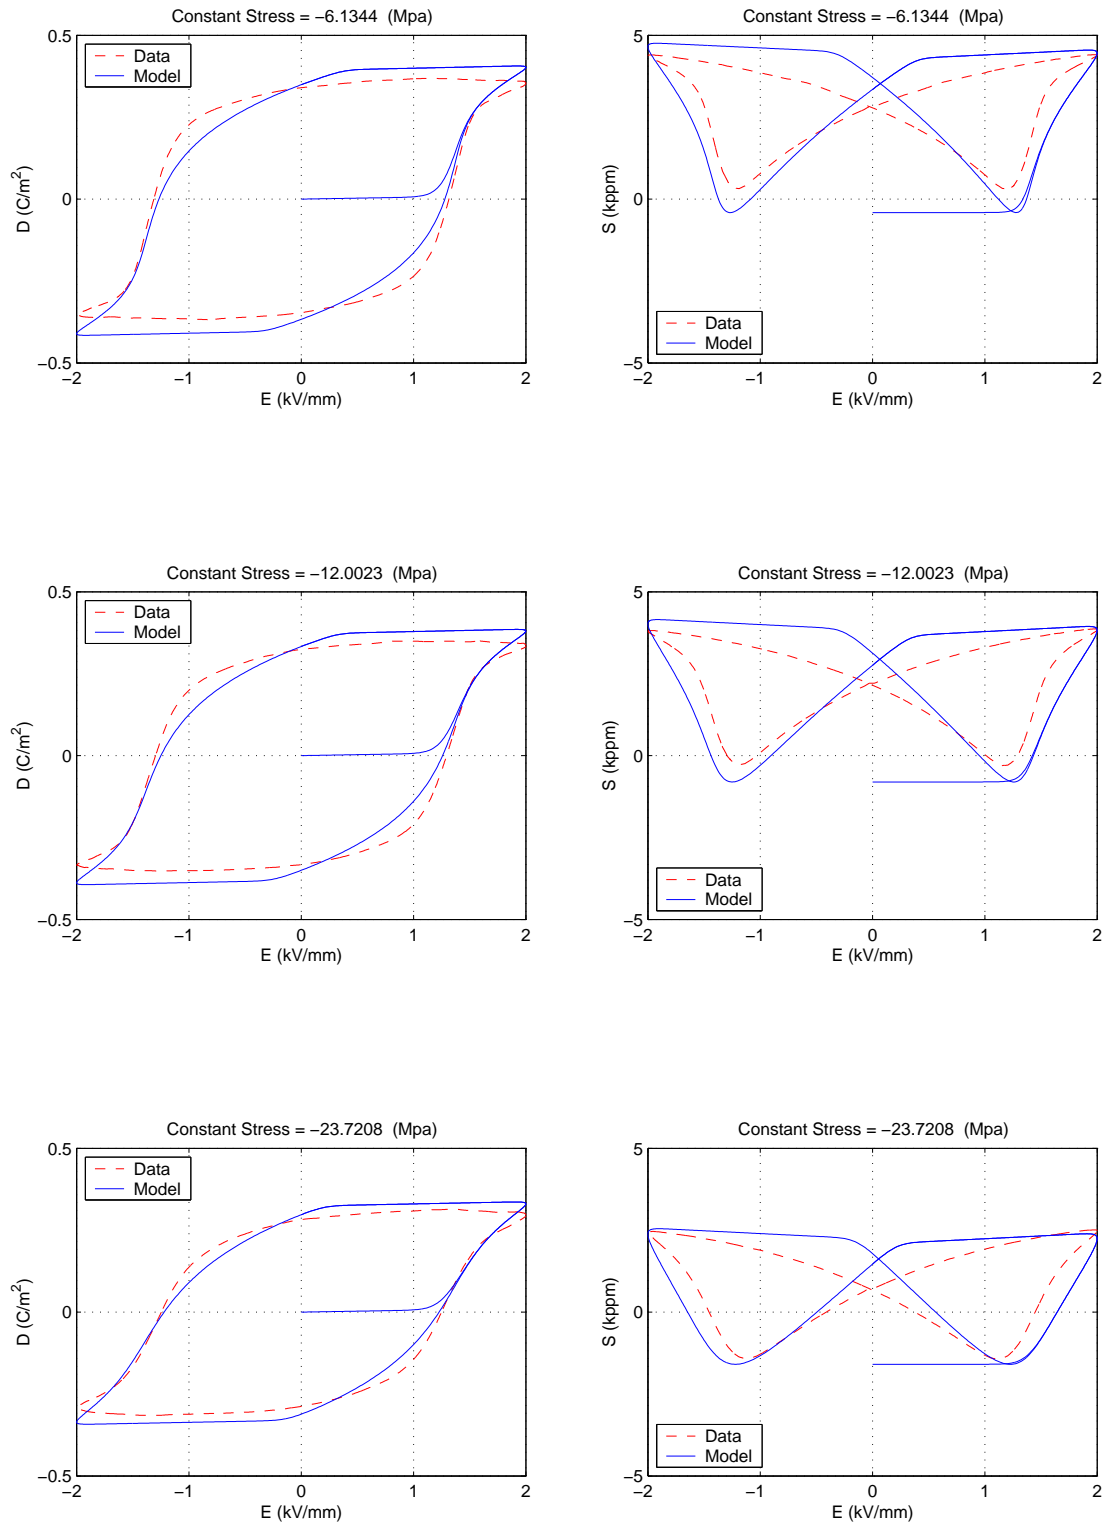 Constant Stress = −6.1344 (Mpa)
0.5
0
−0.5
D (C/m²)
Data
Model
−2 −1 0 1 2
E (kV/mm)
Constant Stress = −6.1344 (Mpa)
5
0
−5
S (kppm)
Data
Model
−2 −1 0 1 2
E (kV/mm)
Constant Stress = −12.0023 (Mpa)
0.5
0
−0.5
D (C/m²)
Data
Model
−2 −1 0 1 2
E (kV/mm)
Constant Stress = −12.0023 (Mpa)
5
0
−5
S (kppm)
Data
Model
−2 −1 0 1 2
E (kV/mm)
Constant Stress = −23.7208 (Mpa)
0.5
0
−0.5
D (C/m²)
Data
Model
−2 −1 0 1 2
E (kV/mm)
Constant Stress = −23.7208 (Mpa)
5
0
−5
S (kppm)
Data
Model
−2 −1 0 1 2
E (kV/mm)